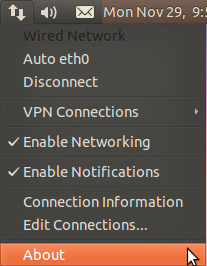 Mon Nov 29, 9:
Wired Network
Auto eth0
Disconnect
VPN Connections
Enable Networking
Enable Notifications
Connection Information
Edit Connections...
About